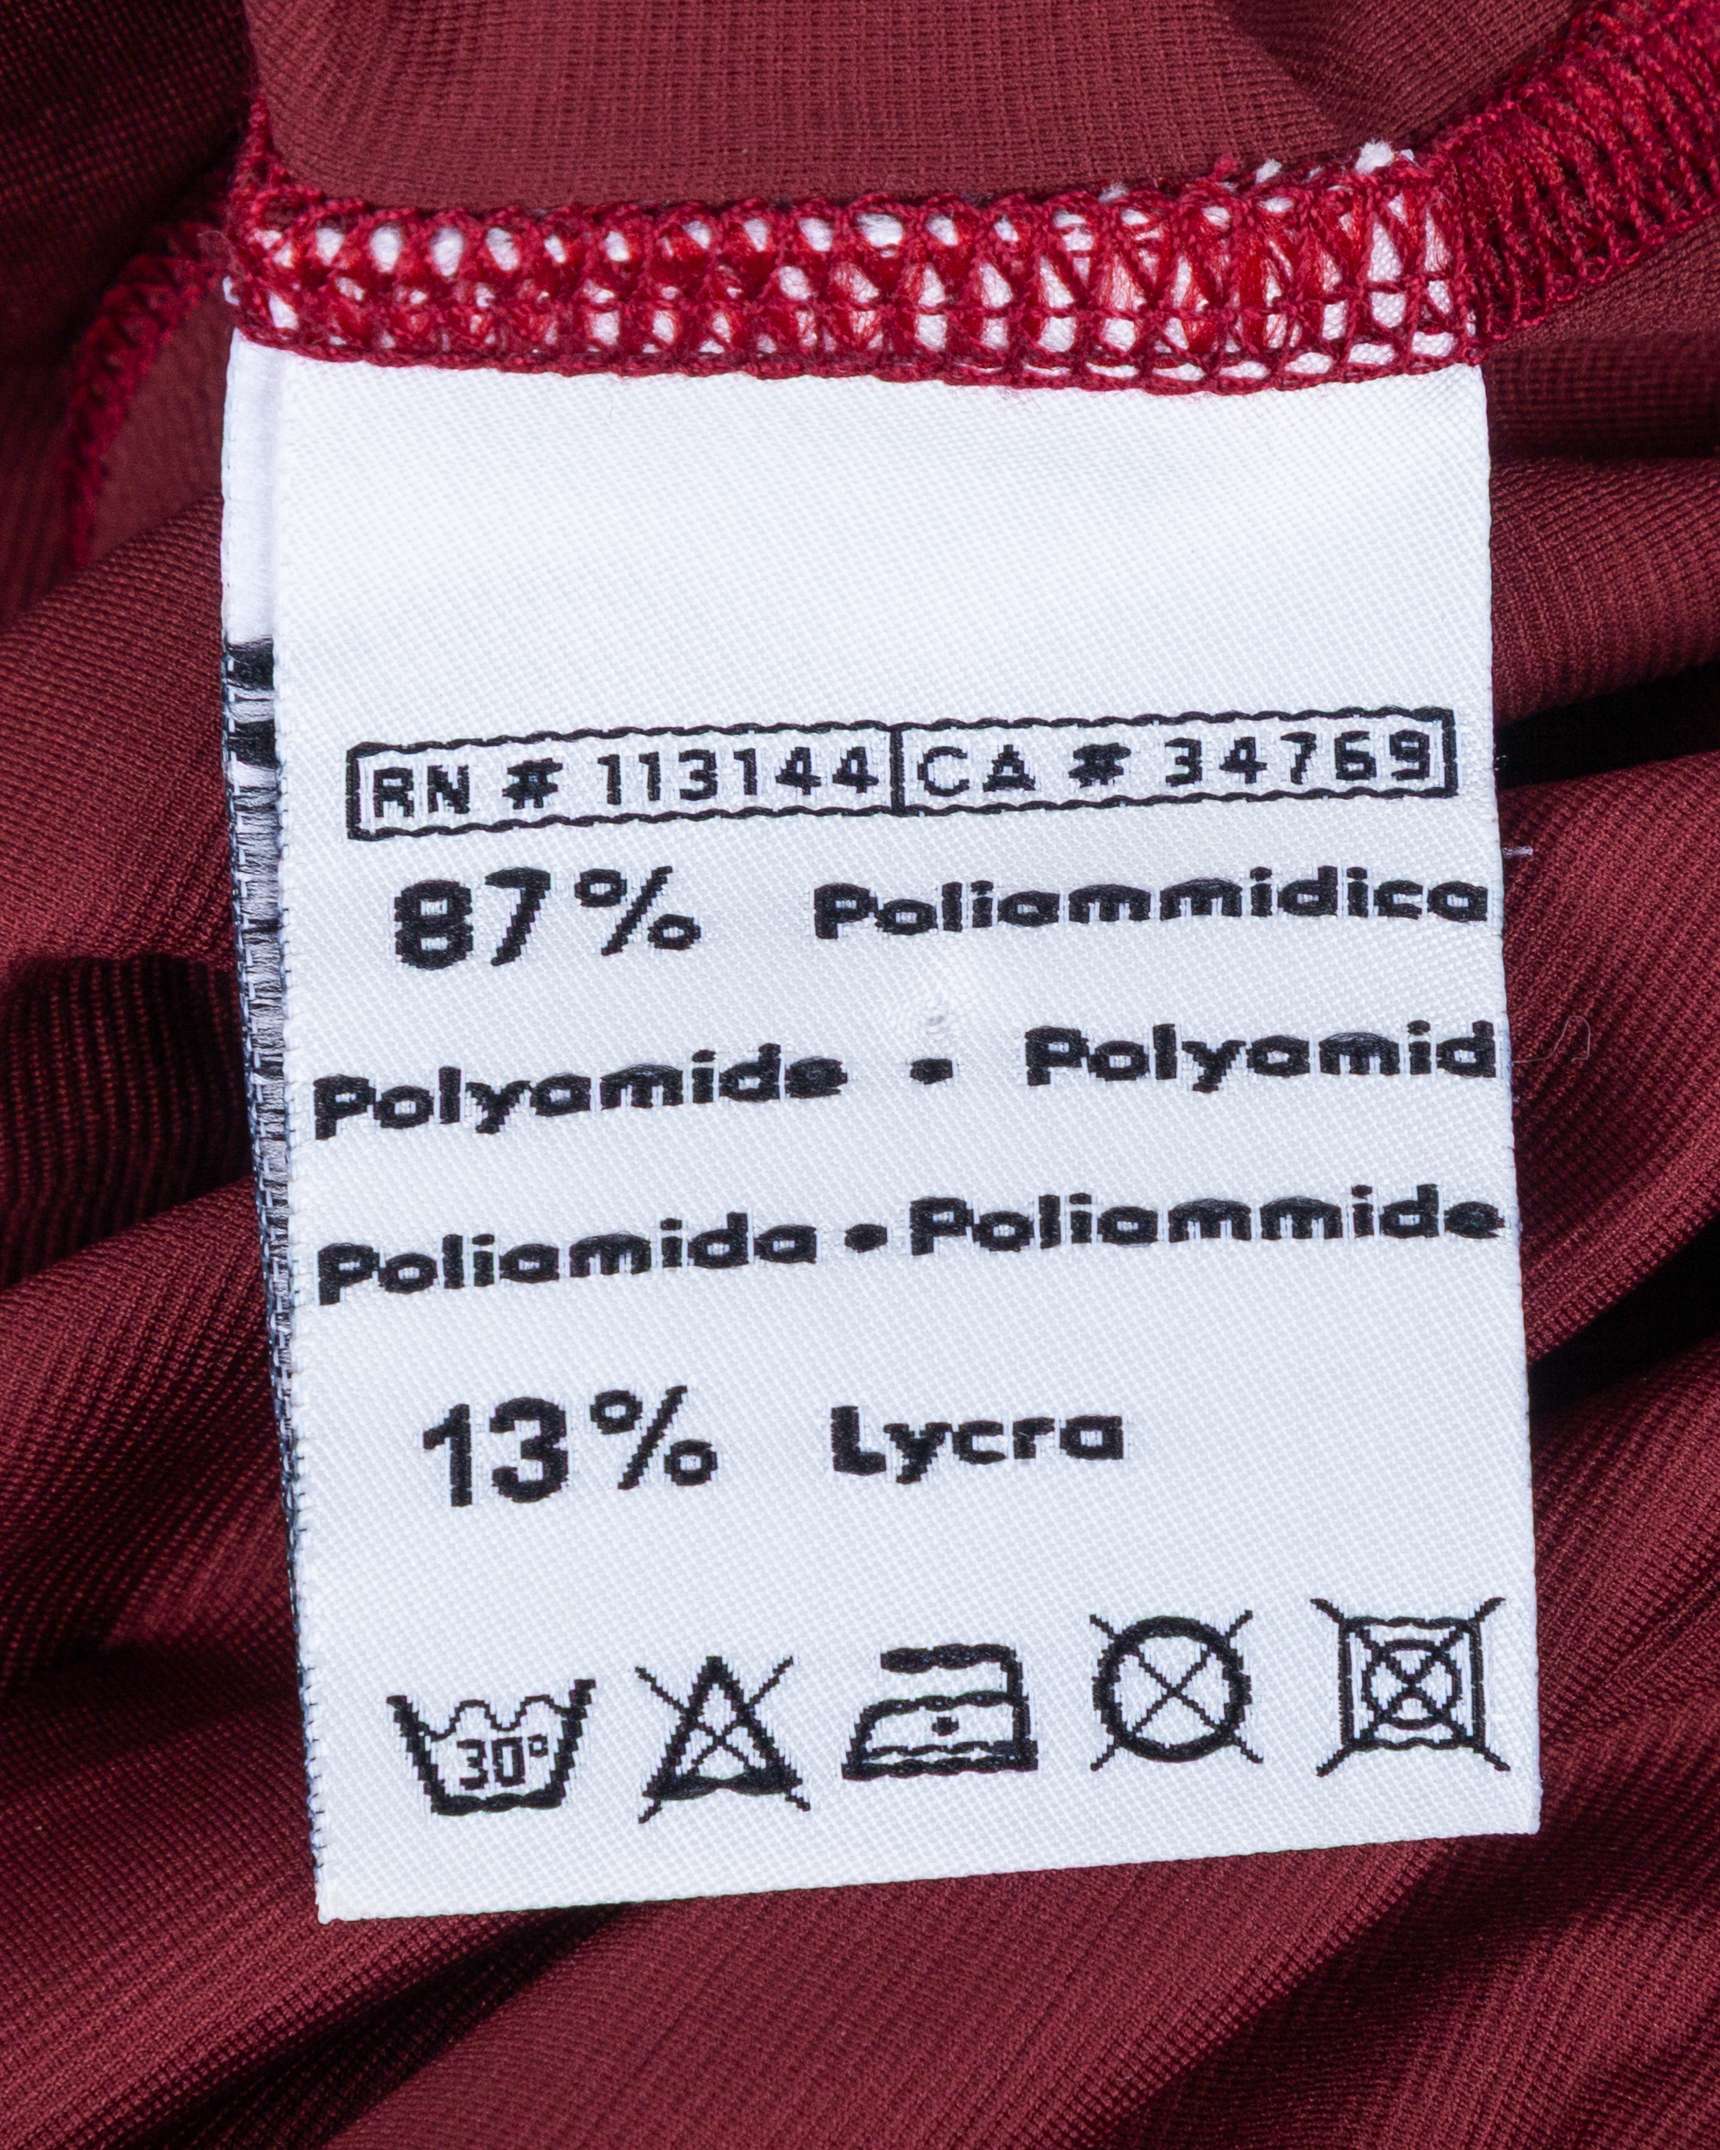 RN # 113144 CA # 34769
87% Poliammidica
Polyamide • Polyamid
Poliamida • Poliammide
13% Lycra
30°